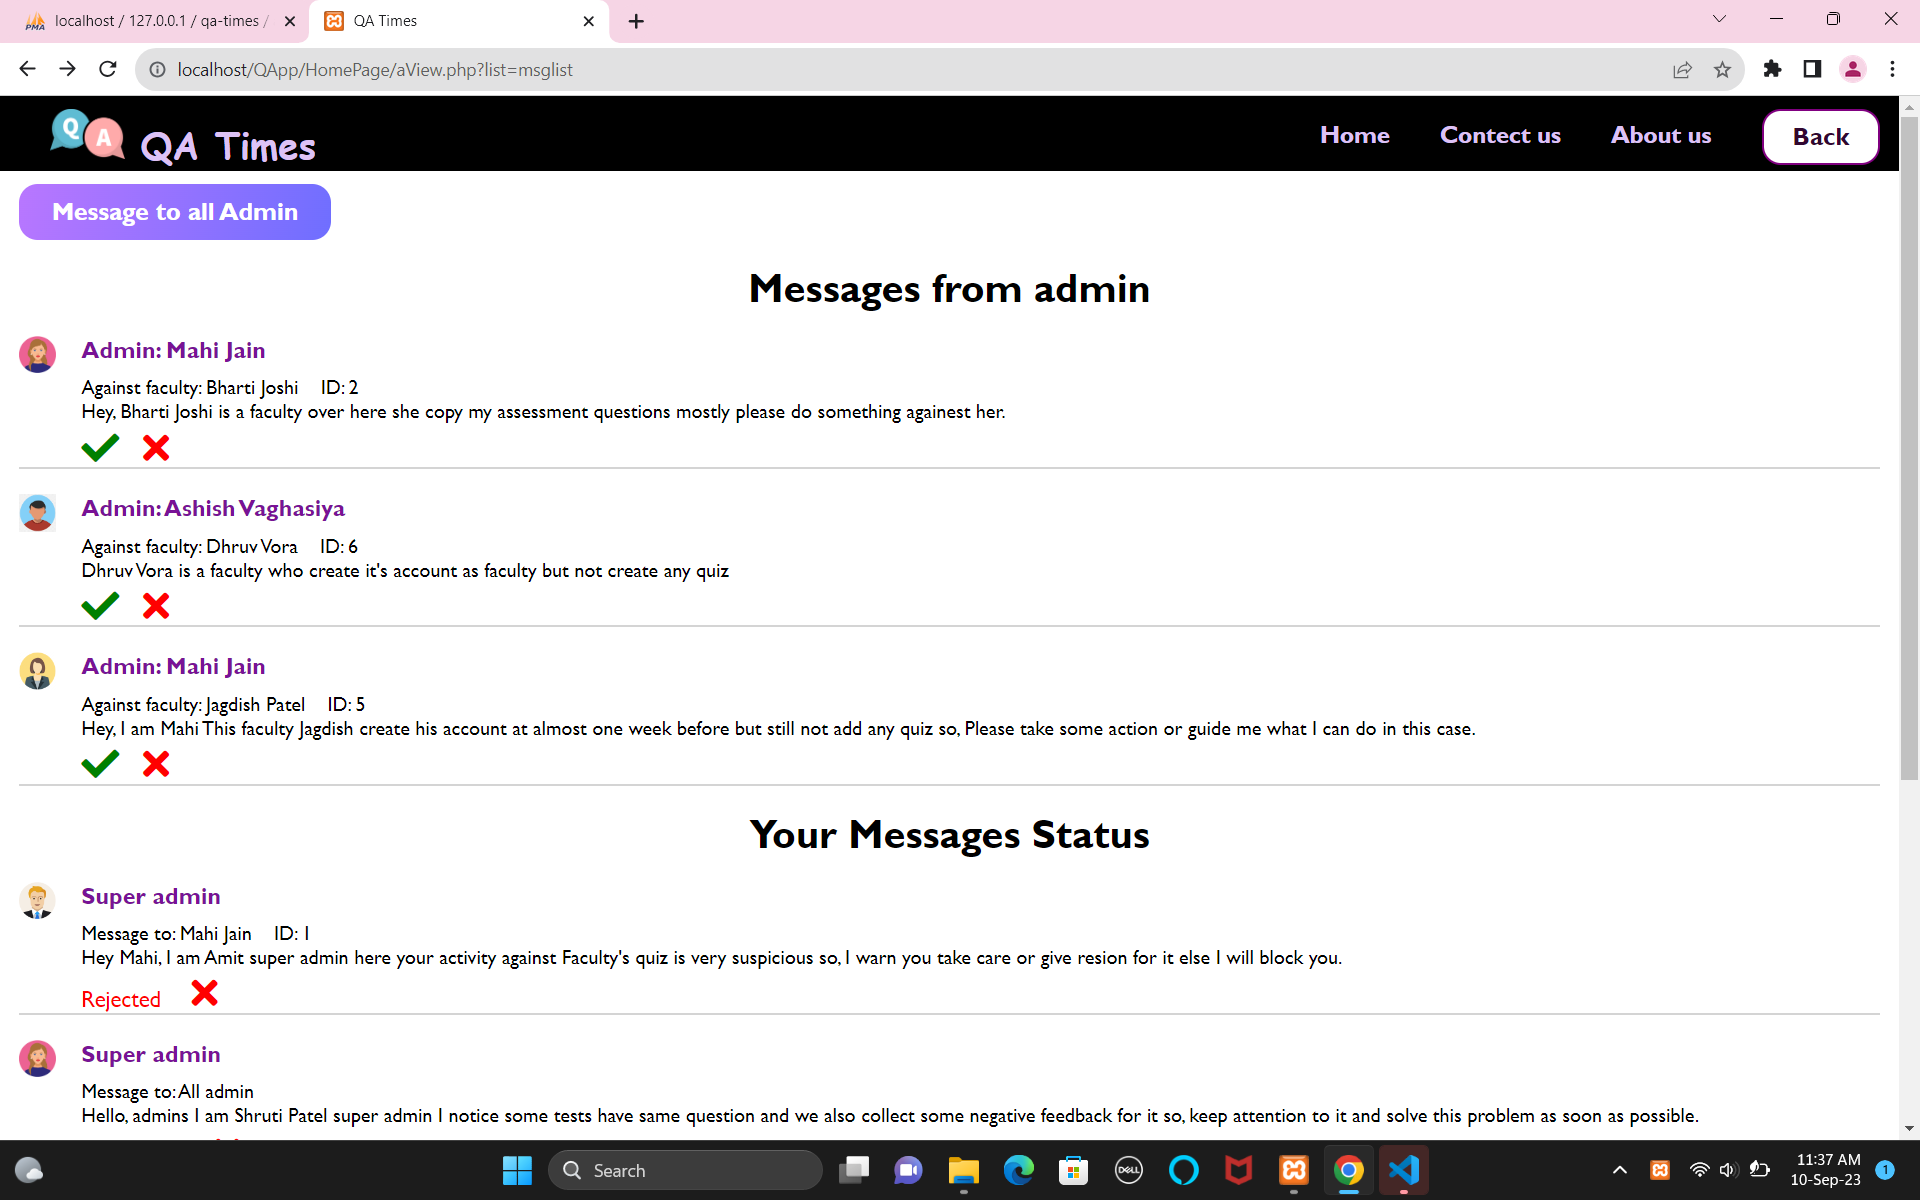 localhost / 127.0.0.1 / qa-times /
QA Times
localhost/QApp/HomePage/aView.php?list=msglist
Q A QA Times
Home Contect us About us Back
Message to all Admin
Messages from admin
Admin: Mahi Jain
Against faculty: Bharti Joshi ID: 2
Hey, Bharti Joshi is a faculty over here she copy my assessment questions mostly please do something againest her.
Admin: Ashish Vaghasiya
Against faculty: Dhruv Vora ID: 6
Dhruv Vora is a faculty who create it's account as faculty but not create any quiz
Admin: Mahi Jain
Against faculty: Jagdish Patel ID: 5
Hey, I am Mahi This faculty Jagdish create his account at almost one week before but still not add any quiz so, Please take some action or guide me what I can do in this case.
Your Messages Status
Super admin
Message to: Mahi Jain ID: 1
Hey Mahi, I am Amit super admin here your activity against Faculty's quiz is very suspicious so, I warn you take care or give resion for it else I will block you.
Rejected
Super admin
Message to: All admin
Hello, admins I am Shruti Patel super admin I notice some tests have same question and we also collect some negative feedback for it so, keep attention to it and solve this problem as soon as possible.
Search
DELL
11:37 AM
10-Sep-23
1